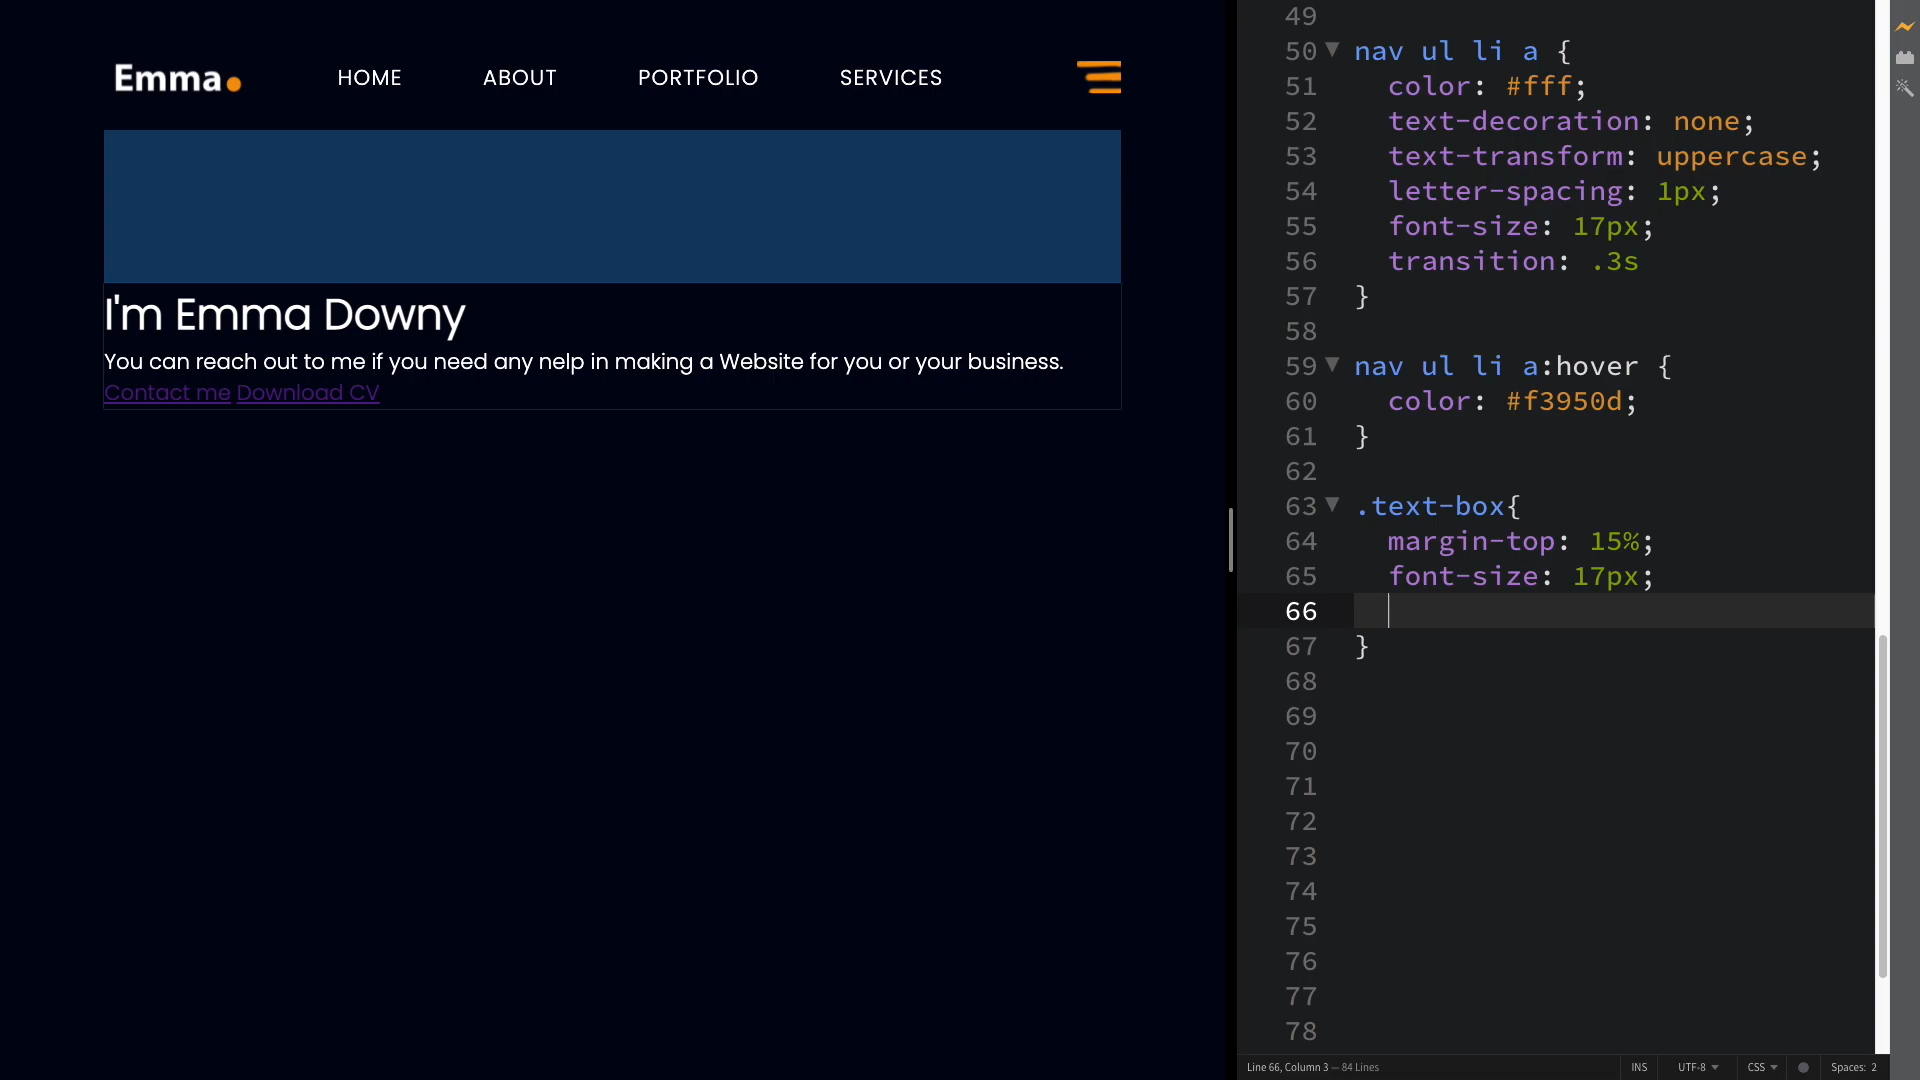 Emma.
HOME ABOUT PORTFOLIO SERVICES
I'm Emma Downy
You can reach out to me if you need any nelp in making a Website for you or your business.
Contact me Download CV
49
50 nav ul li a {
51 color: #fff;
52 text-decoration: none;
53 text-transform: uppercase;
54 letter-spacing: 1px;
55 font-size: 17px;
56 transition: .3s
57 }
58
59 nav ul li a:hover {
60 color: #f3950d;
61 }
62
63 .text-box{
64 margin-top: 15%;
65 font-size: 17px;
66
67 }
68
69
70
71
72
73
74
75
76
77
78
Line 66, Column 3 — 84 Lines INS UTF-8 CSS Spaces: 2